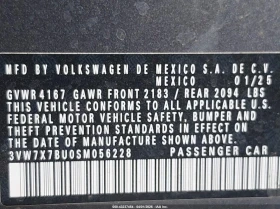 MFD BY VOLKSWAGEN DE MEXICO S.A. DE C.V.
MEXICO 01/25
GVWR 4167 GAWR FRONT 2183 / REAR 2094 LBS
THIS VEHICLE CONFORMS TO ALL APPLICABLE U.S.
FEDERAL MOTOR VEHICLE SAFETY, BUMPER, AND
THEFT PREVENTION STANDARDS IN EFFECT ON THE
DATE OF MANUFACTURE SHOWN ABOVE.
3VW7X7BU0SM056228 PASSENGER CAR